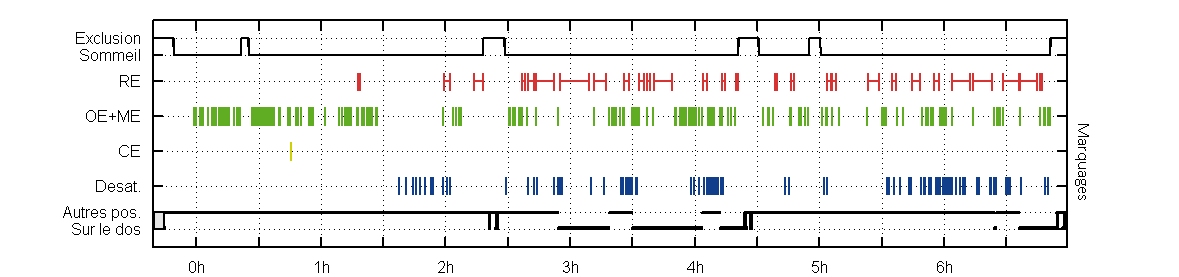 Exclusion
Sommeil
RE
OE+ME
CE
Desat.
Autres pos.
Sur le dos
Marquages
0h 1h 2h 3h 4h 5h 6h